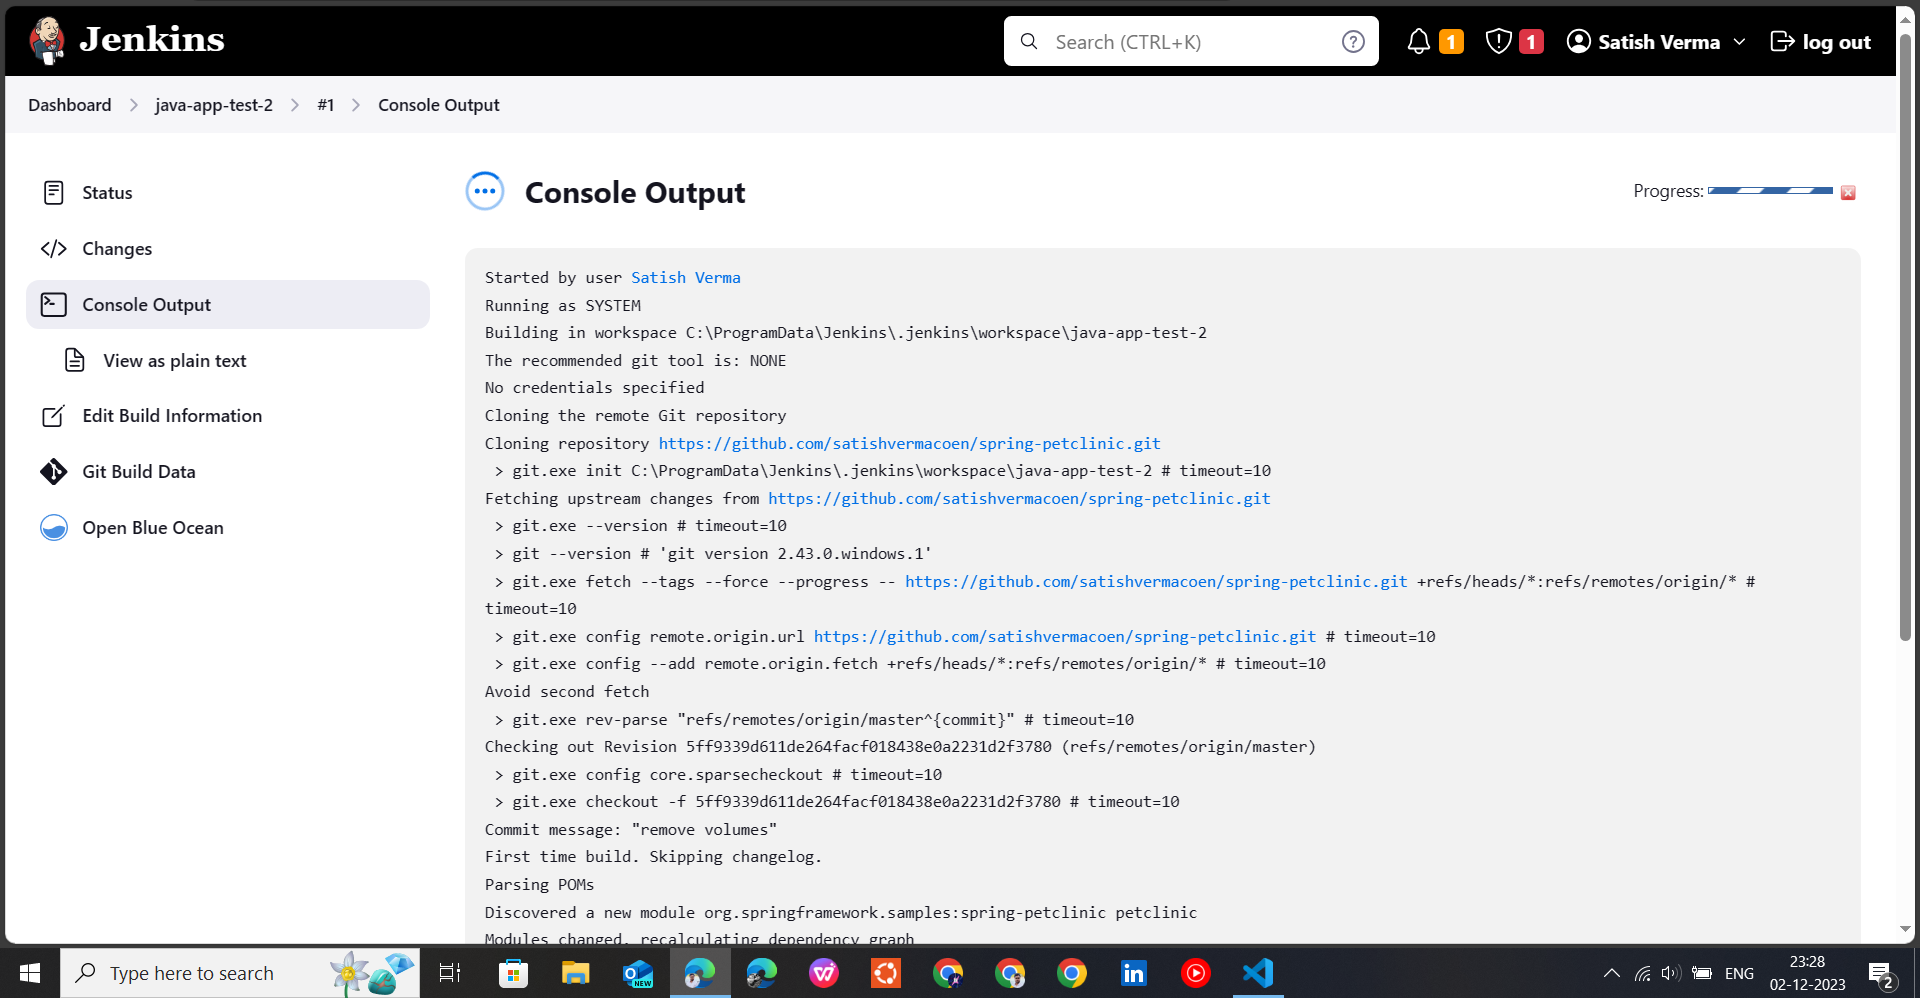 Jenkins
Search (CTRL+K)
1
1
Satish Verma
log out
Dashboard
java-app-test-2
#1
Console Output
Status
Changes
Console Output
View as plain text
Edit Build Information
Git Build Data
Open Blue Ocean
Console Output
Progress:
Started by user Satish Verma
Running as SYSTEM
Building in workspace C:\ProgramData\Jenkins\.jenkins\workspace\java-app-test-2
The recommended git tool is: NONE
No credentials specified
Cloning the remote Git repository
Cloning repository https://github.com/satishvermacoen/spring-petclinic.git
> git.exe init C:\ProgramData\Jenkins\.jenkins\workspace\java-app-test-2 # timeout=10
Fetching upstream changes from https://github.com/satishvermacoen/spring-petclinic.git
> git.exe --version # timeout=10
> git --version # 'git version 2.43.0.windows.1'
> git.exe fetch --tags --force --progress -- https://github.com/satishvermacoen/spring-petclinic.git +refs/heads/*:refs/remotes/origin/* #
timeout=10
> git.exe config remote.origin.url https://github.com/satishvermacoen/spring-petclinic.git # timeout=10
> git.exe config --add remote.origin.fetch +refs/heads/*:refs/remotes/origin/* # timeout=10
Avoid second fetch
> git.exe rev-parse "refs/remotes/origin/master^{commit}" # timeout=10
Checking out Revision 5ff9339d611de264facf018438e0a2231d2f3780 (refs/remotes/origin/master)
> git.exe config core.sparsecheckout # timeout=10
> git.exe checkout -f 5ff9339d611de264facf018438e0a2231d2f3780 # timeout=10
Commit message: "remove volumes"
First time build. Skipping changelog.
Parsing POMs
Discovered a new module org.springframework.samples:spring-petclinic petclinic
Modules changed, recalculating dependency graph
Type here to search
NEW
ENG
23:28
02-12-2023
2